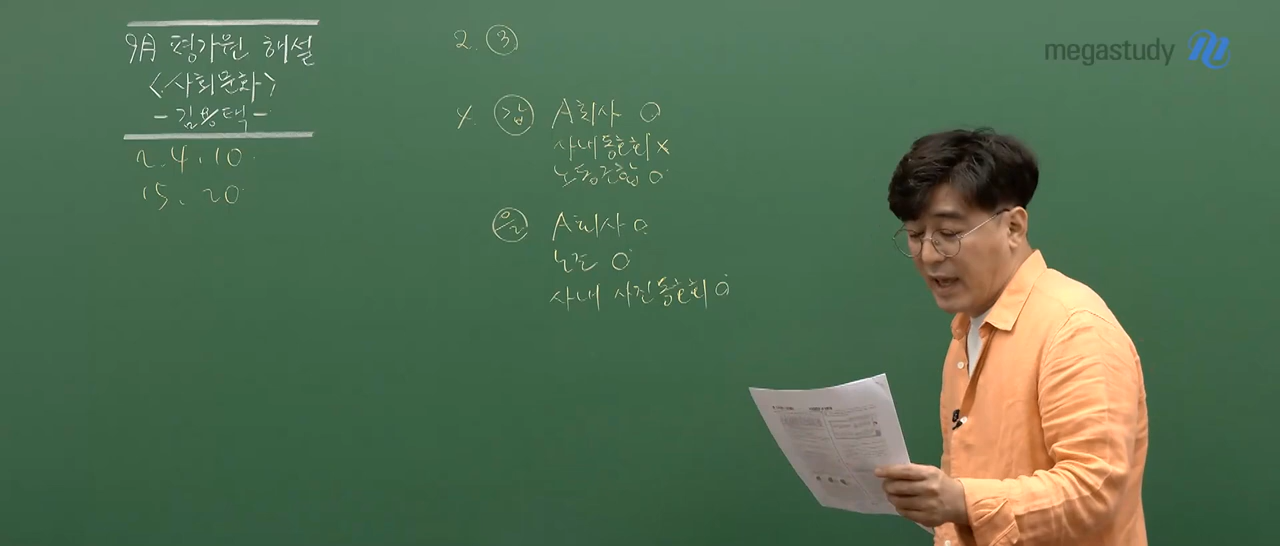 9月 평가원 해설
<사회문화>
-김용택-
2. 4. 10.
15. 20
2. ③
4. 갑 A회사 O
사내동호회 X
노동조합 O
을 A회사 O
노조 O
사내 사진동호회 O
megastudy